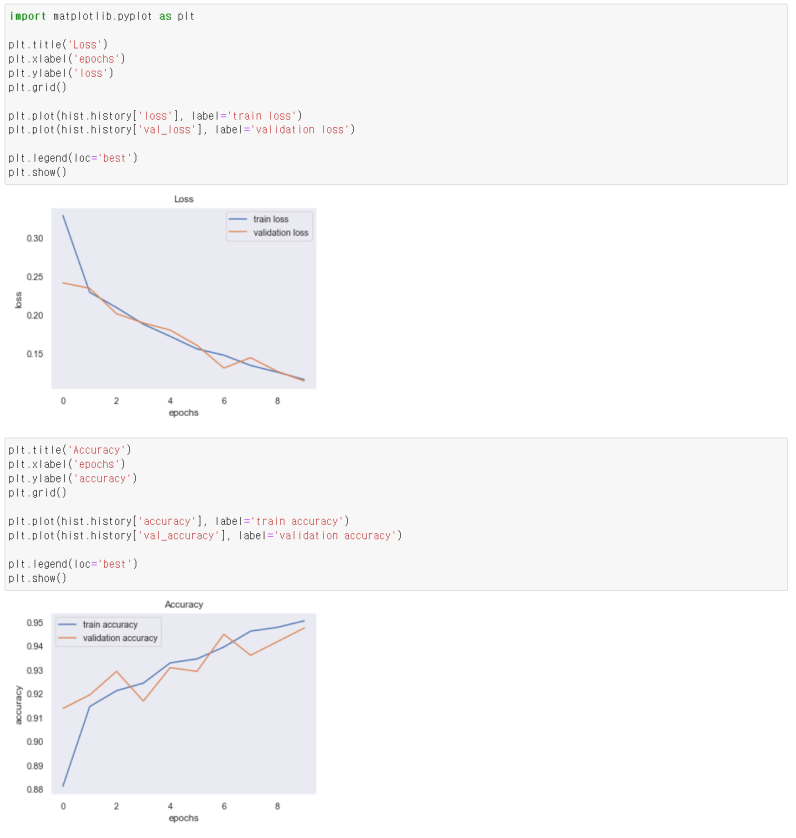 import matplotlib.pyplot as plt
plt.title('Loss')
plt.xlabel('epochs')
plt.ylabel('loss')
plt.grid()
plt.plot(hist.history['loss'], label='train loss')
plt.plot(hist.history['val_loss'], label='validation loss')
plt.legend(loc='best')
plt.show()
Loss
train loss
validation loss
0.30
0.25
0.20
0.15
loss
0 2 4 6 8
epochs
plt.title('Accuracy')
plt.xlabel('epochs')
plt.ylabel('accuracy')
plt.grid()
plt.plot(hist.history['accuracy'], label='train accuracy')
plt.plot(hist.history['val_accuracy'], label='validation accuracy')
plt.legend(loc='best')
plt.show()
Accuracy
train accuracy
validation accuracy
0.95
0.94
0.93
0.92
0.91
0.90
0.89
0.88
accuracy
0 2 4 6 8
epochs